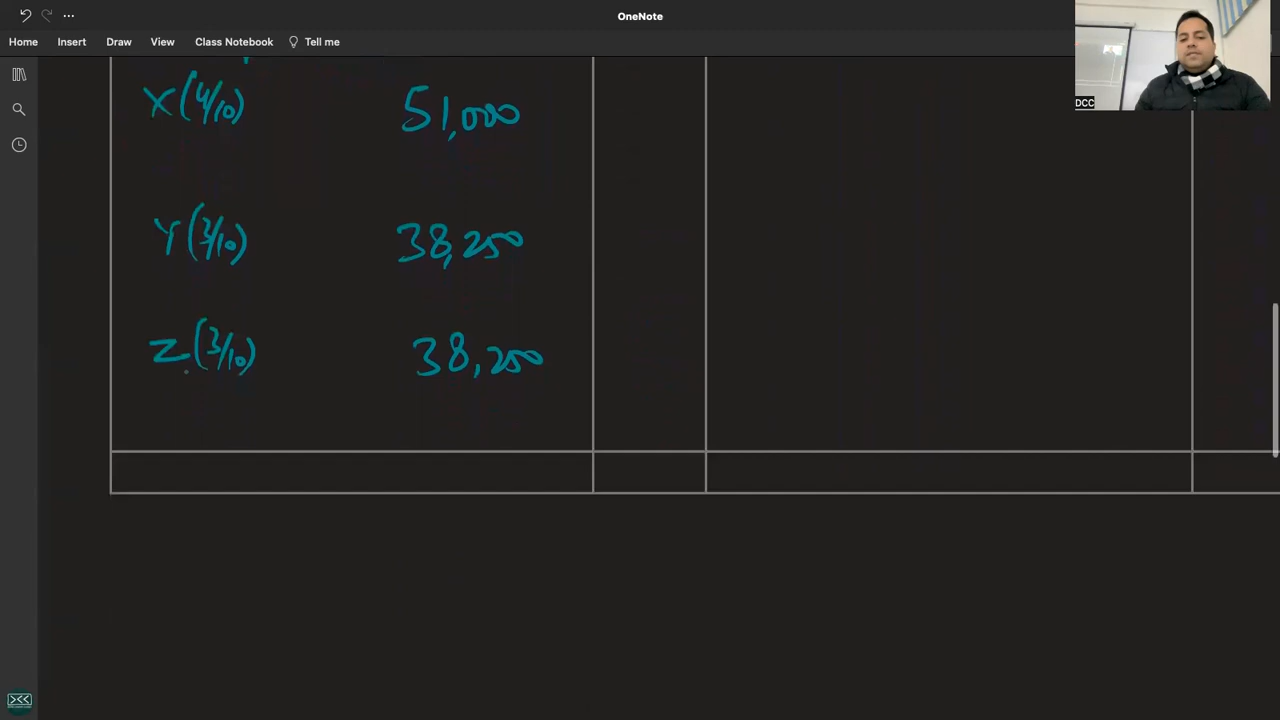 OneNote
Home Insert Draw View Class Notebook Tell me
DCC
X (4/10) 51,000
Y (3/10) 38,250
Z (3/10) 38,250